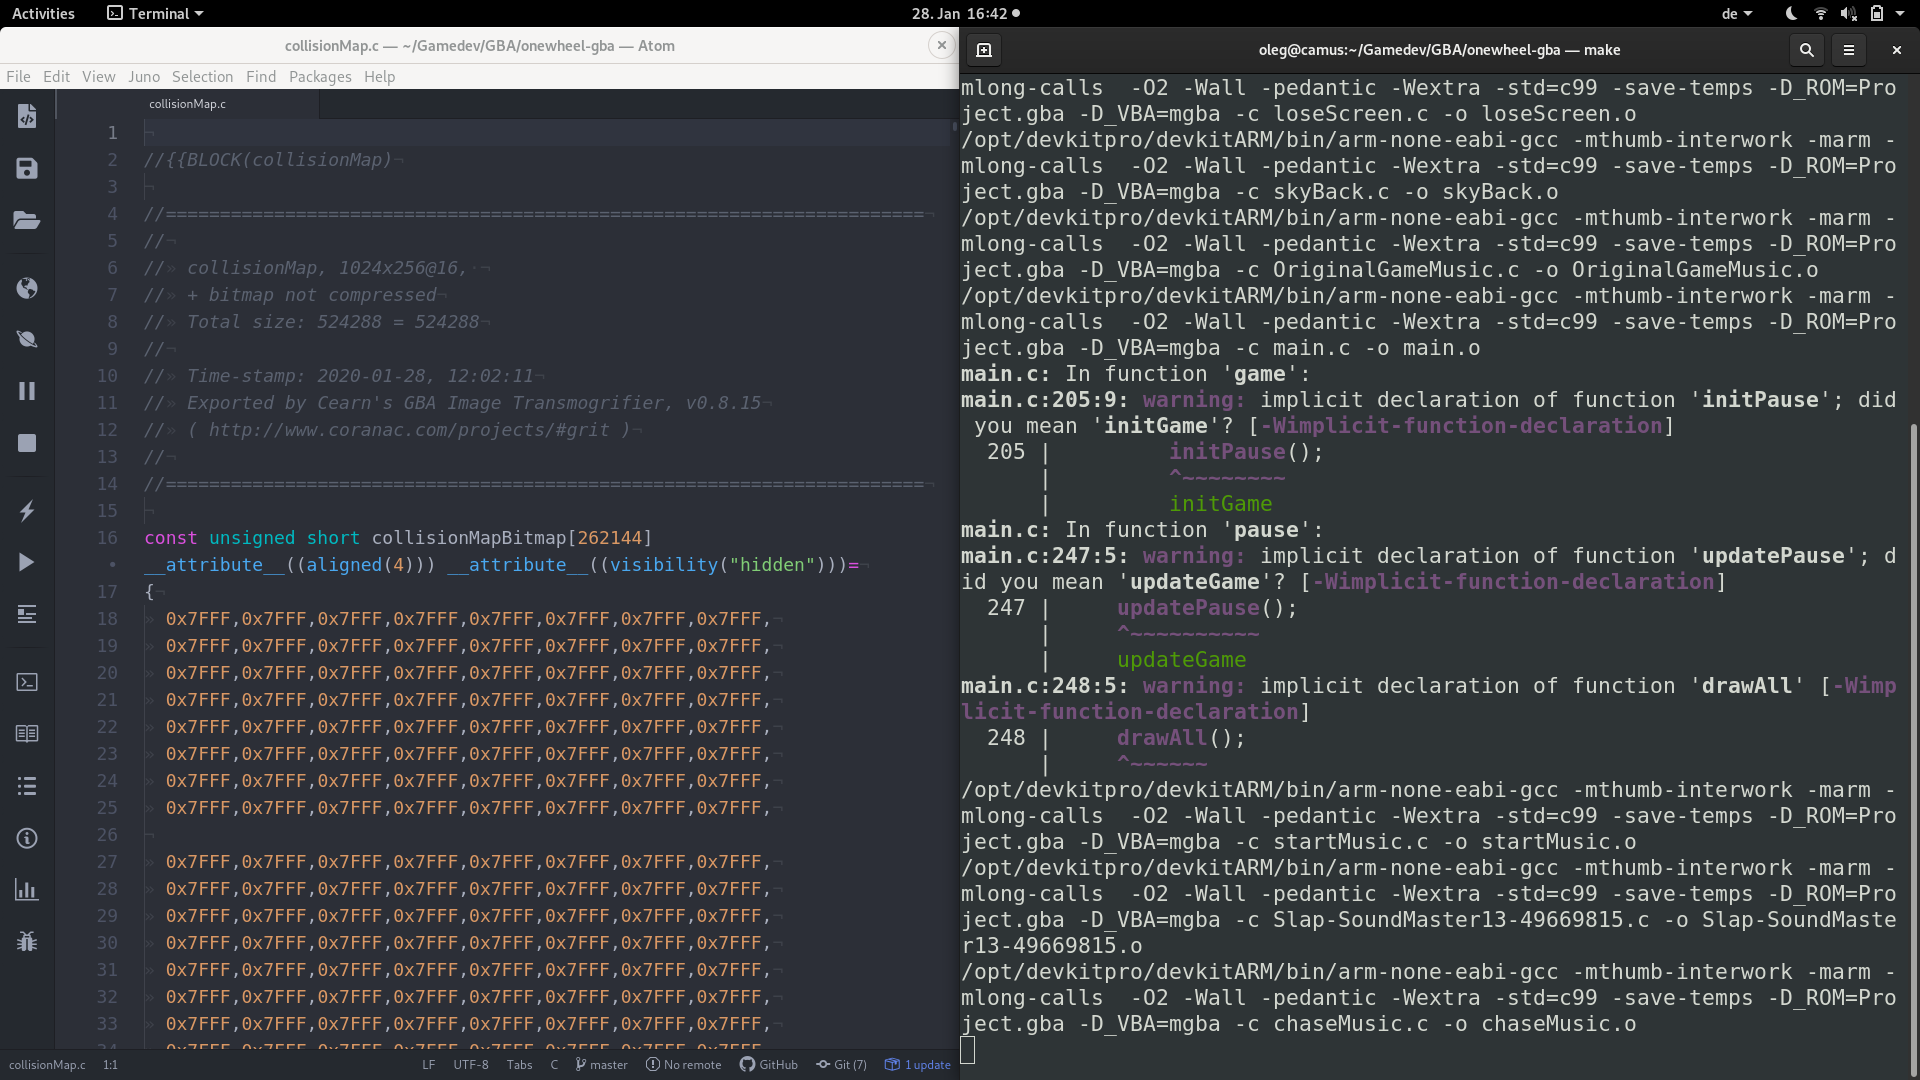 Activities
Terminal
28. Jan 16:42
de
collisionMap.c — ~/Gamedev/GBA/onewheel-gba — Atom
File Edit View Juno Selection Find Packages Help
collisionMap.c
1
2 //{{BLOCK(collisionMap)
3
4 //======================================================================
5 //
6 // collisionMap, 1024x256@16,
7 // + bitmap not compressed
8 // Total size: 524288 = 524288
9 //
10 // Time-stamp: 2020-01-28, 12:02:11
11 // Exported by Cearn's GBA Image Transmogrifier, v0.8.15
12 // ( http://www.coranac.com/projects/#grit )
13 //
14 //======================================================================
15
16 const unsigned short collisionMapBitmap[262144]
__attribute__((aligned(4))) __attribute__((visibility("hidden")))=
17 {
18 0x7FFF,0x7FFF,0x7FFF,0x7FFF,0x7FFF,0x7FFF,0x7FFF,0x7FFF,
19 0x7FFF,0x7FFF,0x7FFF,0x7FFF,0x7FFF,0x7FFF,0x7FFF,0x7FFF,
20 0x7FFF,0x7FFF,0x7FFF,0x7FFF,0x7FFF,0x7FFF,0x7FFF,0x7FFF,
21 0x7FFF,0x7FFF,0x7FFF,0x7FFF,0x7FFF,0x7FFF,0x7FFF,0x7FFF,
22 0x7FFF,0x7FFF,0x7FFF,0x7FFF,0x7FFF,0x7FFF,0x7FFF,0x7FFF,
23 0x7FFF,0x7FFF,0x7FFF,0x7FFF,0x7FFF,0x7FFF,0x7FFF,0x7FFF,
24 0x7FFF,0x7FFF,0x7FFF,0x7FFF,0x7FFF,0x7FFF,0x7FFF,0x7FFF,
25 0x7FFF,0x7FFF,0x7FFF,0x7FFF,0x7FFF,0x7FFF,0x7FFF,0x7FFF,
26
27 0x7FFF,0x7FFF,0x7FFF,0x7FFF,0x7FFF,0x7FFF,0x7FFF,0x7FFF,
28 0x7FFF,0x7FFF,0x7FFF,0x7FFF,0x7FFF,0x7FFF,0x7FFF,0x7FFF,
29 0x7FFF,0x7FFF,0x7FFF,0x7FFF,0x7FFF,0x7FFF,0x7FFF,0x7FFF,
30 0x7FFF,0x7FFF,0x7FFF,0x7FFF,0x7FFF,0x7FFF,0x7FFF,0x7FFF,
31 0x7FFF,0x7FFF,0x7FFF,0x7FFF,0x7FFF,0x7FFF,0x7FFF,0x7FFF,
32 0x7FFF,0x7FFF,0x7FFF,0x7FFF,0x7FFF,0x7FFF,0x7FFF,0x7FFF,
33 0x7FFF,0x7FFF,0x7FFF,0x7FFF,0x7FFF,0x7FFF,0x7FFF,0x7FFF,
collisionMap.c 1:1 LF UTF-8 Tabs C master No remote GitHub Git (7) 1 update
oleg@camus:~/Gamedev/GBA/onewheel-gba — make
mlong-calls  -O2 -Wall -pedantic -Wextra -std=c99 -save-temps -D_ROM=Pro
ject.gba -D_VBA=mgba -c loseScreen.c -o loseScreen.o
/opt/devkitpro/devkitARM/bin/arm-none-eabi-gcc -mthumb-interwork -marm -
mlong-calls  -O2 -Wall -pedantic -Wextra -std=c99 -save-temps -D_ROM=Pro
ject.gba -D_VBA=mgba -c skyBack.c -o skyBack.o
/opt/devkitpro/devkitARM/bin/arm-none-eabi-gcc -mthumb-interwork -marm -
mlong-calls  -O2 -Wall -pedantic -Wextra -std=c99 -save-temps -D_ROM=Pro
ject.gba -D_VBA=mgba -c OriginalGameMusic.c -o OriginalGameMusic.o
/opt/devkitpro/devkitARM/bin/arm-none-eabi-gcc -mthumb-interwork -marm -
mlong-calls  -O2 -Wall -pedantic -Wextra -std=c99 -save-temps -D_ROM=Pro
ject.gba -D_VBA=mgba -c main.c -o main.o
main.c: In function 'game':
main.c:205:9: warning: implicit declaration of function 'initPause'; did
you mean 'initGame'? [-Wimplicit-function-declaration]
205 |         initPause();
|         ^~~~~~~~~
|         initGame
main.c: In function 'pause':
main.c:247:5: warning: implicit declaration of function 'updatePause'; d
id you mean 'updateGame'? [-Wimplicit-function-declaration]
247 |     updatePause();
|     ^~~~~~~~~~~
|     updateGame
main.c:248:5: warning: implicit declaration of function 'drawAll' [-Wimp
licit-function-declaration]
248 |     drawAll();
|     ^~~~~~~
/opt/devkitpro/devkitARM/bin/arm-none-eabi-gcc -mthumb-interwork -marm -
mlong-calls  -O2 -Wall -pedantic -Wextra -std=c99 -save-temps -D_ROM=Pro
ject.gba -D_VBA=mgba -c startMusic.c -o startMusic.o
/opt/devkitpro/devkitARM/bin/arm-none-eabi-gcc -mthumb-interwork -marm -
mlong-calls  -O2 -Wall -pedantic -Wextra -std=c99 -save-temps -D_ROM=Pro
ject.gba -D_VBA=mgba -c Slap-SoundMaster13-49669815.c -o Slap-SoundMaste
r13-49669815.o
/opt/devkitpro/devkitARM/bin/arm-none-eabi-gcc -mthumb-interwork -marm -
mlong-calls  -O2 -Wall -pedantic -Wextra -std=c99 -save-temps -D_ROM=Pro
ject.gba -D_VBA=mgba -c chaseMusic.c -o chaseMusic.o